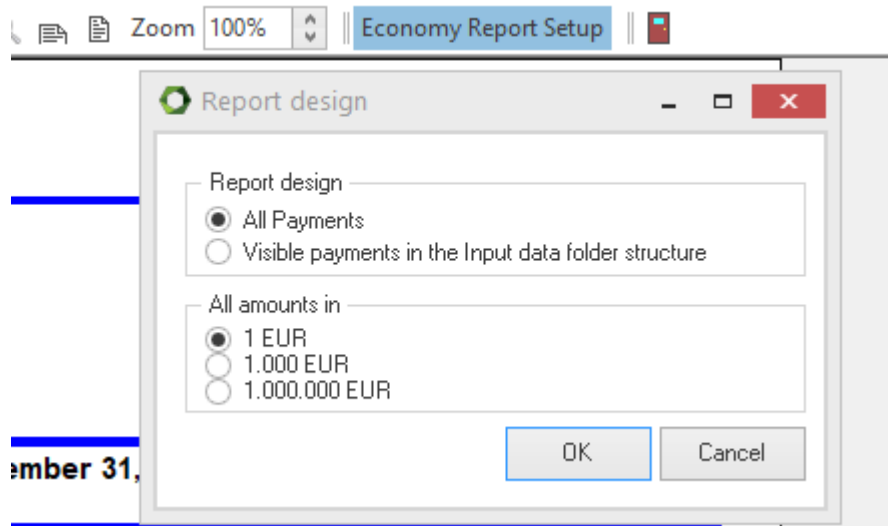 Zoom 100% Economy Report Setup
Report design
Report design
All Payments
Visible payments in the Input data folder structure
All amounts in
1 EUR
1.000 EUR
1.000.000 EUR
OK Cancel
ember 31,